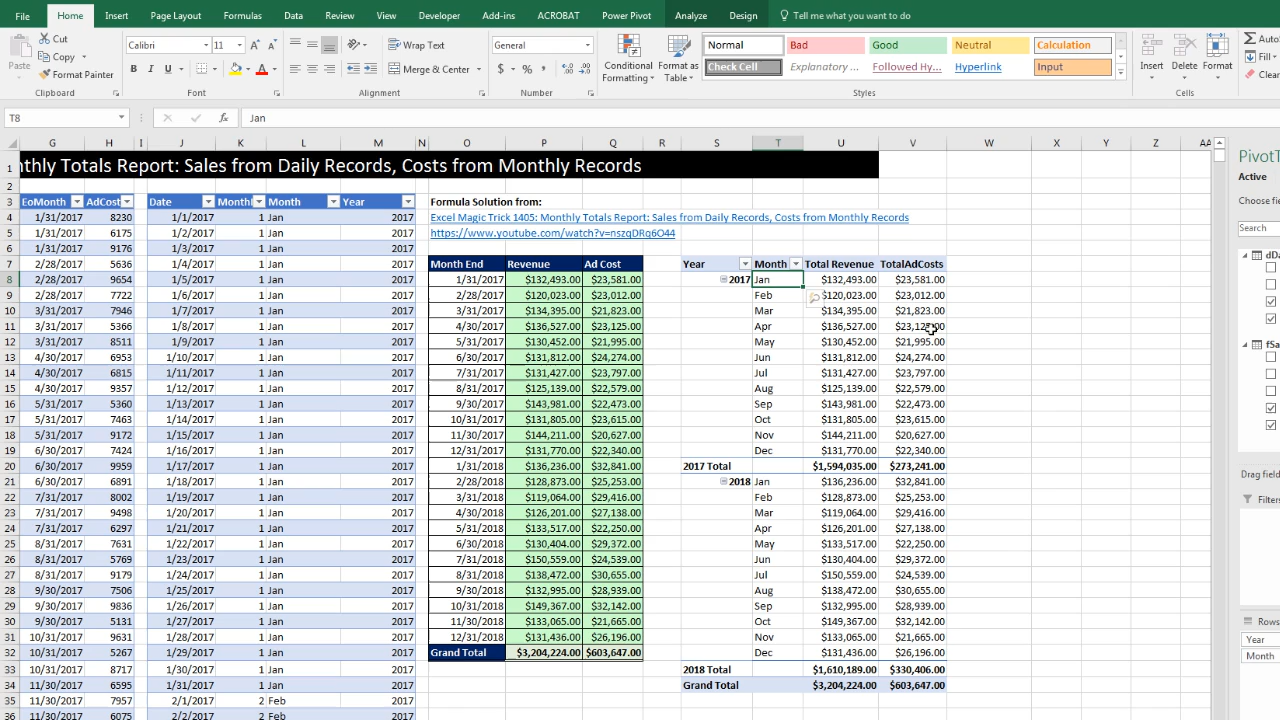 File Home Insert Page Layout Formulas Data Review View Developer Add-ins ACROBAT Power Pivot Analyze Design Tell me what you want to do
Cut Calibri 11 Wrap Text General Normal Bad Good Neutral Calculation
Paste Copy Conditional Formatting Format as Table Insert Delete Format Fill
Format Painter B I U Merge & Center $ % Check Cell Explanatory ... Followed Hy... Hyperlink Input
Clipboard Font Alignment Number Styles Cells
T8 fx Jan
G H I J K L M N O P Q R S T U V W X Y Z AA
1 nthly Totals Report: Sales from Daily Records, Costs from Monthly Records
2
3 EoMonth AdCost Date Monthl Month Year Formula Solution from:
4 1/31/2017 8230 1/1/2017 1 Jan 2017 Excel Magic Trick 1405: Monthly Totals Report: Sales from Daily Records, Costs from Monthly Records
5 1/31/2017 6175 1/2/2017 1 Jan 2017 https://www.youtube.com/watch?v=nszqDRq6O44
6 1/31/2017 9176 1/3/2017 1 Jan 2017
7 2/28/2017 5636 1/4/2017 1 Jan 2017 Month End Revenue Ad Cost Year Month Total Revenue TotalAdCosts
8 2/28/2017 9654 1/5/2017 1 Jan 2017 1/31/2017 $132,493.00 $23,581.00 2017 Jan $132,493.00 $23,581.00
9 2/28/2017 7722 1/6/2017 1 Jan 2017 2/28/2017 $120,023.00 $23,012.00 Feb $120,023.00 $23,012.00
10 3/31/2017 7946 1/7/2017 1 Jan 2017 3/31/2017 $134,395.00 $21,823.00 Mar $134,395.00 $21,823.00
11 3/31/2017 5366 1/8/2017 1 Jan 2017 4/30/2017 $136,527.00 $23,125.00 Apr $136,527.00
12 3/31/2017 8511 1/9/2017 1 Jan 2017 5/31/2017 $130,452.00 $21,995.00 May $130,452.00 $21,995.00
13 4/30/2017 6953 1/10/2017 1 Jan 2017 6/30/2017 $131,812.00 $24,274.00 Jun $131,812.00 $24,274.00
14 4/30/2017 6815 1/11/2017 1 Jan 2017 7/31/2017 $131,427.00 $23,797.00 Jul $131,427.00 $23,797.00
15 4/30/2017 9357 1/12/2017 1 Jan 2017 8/31/2017 $125,139.00 $22,579.00 Aug $125,139.00 $22,579.00
16 5/31/2017 5360 1/13/2017 1 Jan 2017 9/30/2017 $143,981.00 $22,473.00 Sep $143,981.00 $22,473.00
17 5/31/2017 7463 1/14/2017 1 Jan 2017 10/31/2017 $131,805.00 $23,615.00 Oct $131,805.00 $23,615.00
18 5/31/2017 9172 1/15/2017 1 Jan 2017 11/30/2017 $144,211.00 $20,627.00 Nov $144,211.00 $20,627.00
19 6/30/2017 7424 1/16/2017 1 Jan 2017 12/31/2017 $131,770.00 $22,340.00 Dec $131,770.00 $22,340.00
20 6/30/2017 9959 1/17/2017 1 Jan 2017 1/31/2018 $136,236.00 $32,841.00 2017 Total $1,594,035.00 $273,241.00
21 6/30/2017 6891 1/18/2017 1 Jan 2017 2/28/2018 $128,873.00 $25,253.00 2018 Jan $136,236.00 $32,841.00
22 7/31/2017 8002 1/19/2017 1 Jan 2017 3/31/2018 $119,064.00 $29,416.00 Feb $128,873.00 $25,253.00
23 7/31/2017 9498 1/20/2017 1 Jan 2017 4/30/2018 $126,201.00 $27,138.00 Mar $119,064.00 $29,416.00
24 7/31/2017 6297 1/21/2017 1 Jan 2017 5/31/2018 $133,517.00 $22,250.00 Apr $126,201.00 $27,138.00
25 8/31/2017 7631 1/22/2017 1 Jan 2017 6/30/2018 $130,404.00 $29,372.00 May $133,517.00 $22,250.00
26 8/31/2017 5769 1/23/2017 1 Jan 2017 7/31/2018 $150,559.00 $24,539.00 Jun $130,404.00 $29,372.00
27 8/31/2017 9179 1/24/2017 1 Jan 2017 8/31/2018 $138,472.00 $30,655.00 Jul $150,559.00 $24,539.00
28 9/30/2017 7506 1/25/2017 1 Jan 2017 9/30/2018 $132,995.00 $28,939.00 Aug $138,472.00 $30,655.00
29 9/30/2017 9836 1/26/2017 1 Jan 2017 10/31/2018 $149,367.00 $32,142.00 Sep $132,995.00 $28,939.00
30 9/30/2017 5131 1/27/2017 1 Jan 2017 11/30/2018 $133,065.00 $21,665.00 Oct $149,367.00 $32,142.00
31 10/31/2017 9631 1/28/2017 1 Jan 2017 12/31/2018 $131,436.00 $26,196.00 Nov $133,065.00 $21,665.00
32 10/31/2017 5267 1/29/2017 1 Jan 2017 Grand Total $3,204,224.00 $603,647.00 Dec $131,436.00 $26,196.00
33 10/31/2017 8717 1/30/2017 1 Jan 2017 2018 Total $1,610,189.00 $330,406.00
34 11/30/2017 6595 1/31/2017 1 Jan 2017 Grand Total $3,204,224.00 $603,647.00
35 11/30/2017 7957 2/1/2017 2 Feb 2017
36 11/30/2017 6075 2/2/2017 2 Feb 2017
PivotT
Active
Choose fie
Search
dDa
fSa
Drag field
Filters
Rows
Year
Month